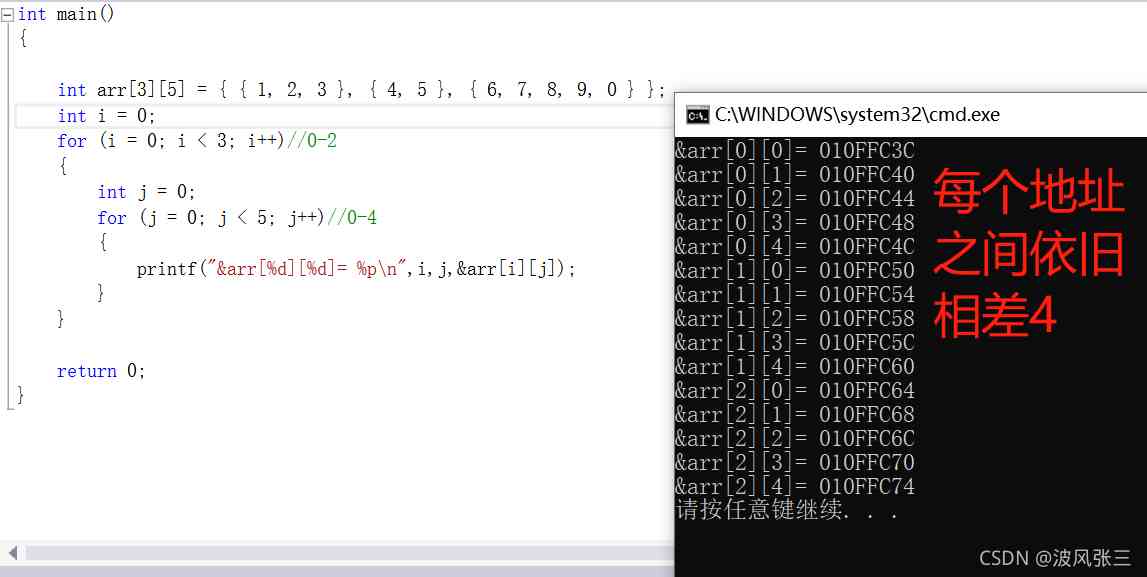 int main()
{
int arr[3][5] = { { 1, 2, 3 }, { 4, 5 }, { 6, 7, 8, 9, 0 } };
int i = 0;
for (i = 0; i < 3; i++)//0-2
{
int j = 0;
for (j = 0; j < 5; j++)//0-4
{
printf("&arr[%d][%d]= %p\n",i,j,&arr[i][j]);
}
}
return 0;
}
C:\WINDOWS\system32\cmd.exe
&arr[0][0]= 010FFC3C
&arr[0][1]= 010FFC40
&arr[0][2]= 010FFC44
&arr[0][3]= 010FFC48
&arr[0][4]= 010FFC4C
&arr[1][0]= 010FFC50
&arr[1][1]= 010FFC54
&arr[1][2]= 010FFC58
&arr[1][3]= 010FFC5C
&arr[1][4]= 010FFC60
&arr[2][0]= 010FFC64
&arr[2][1]= 010FFC68
&arr[2][2]= 010FFC6C
&arr[2][3]= 010FFC70
&arr[2][4]= 010FFC74
请按任意键继续. . .
每个地址
之间依旧
相差4
CSDN @波风张三